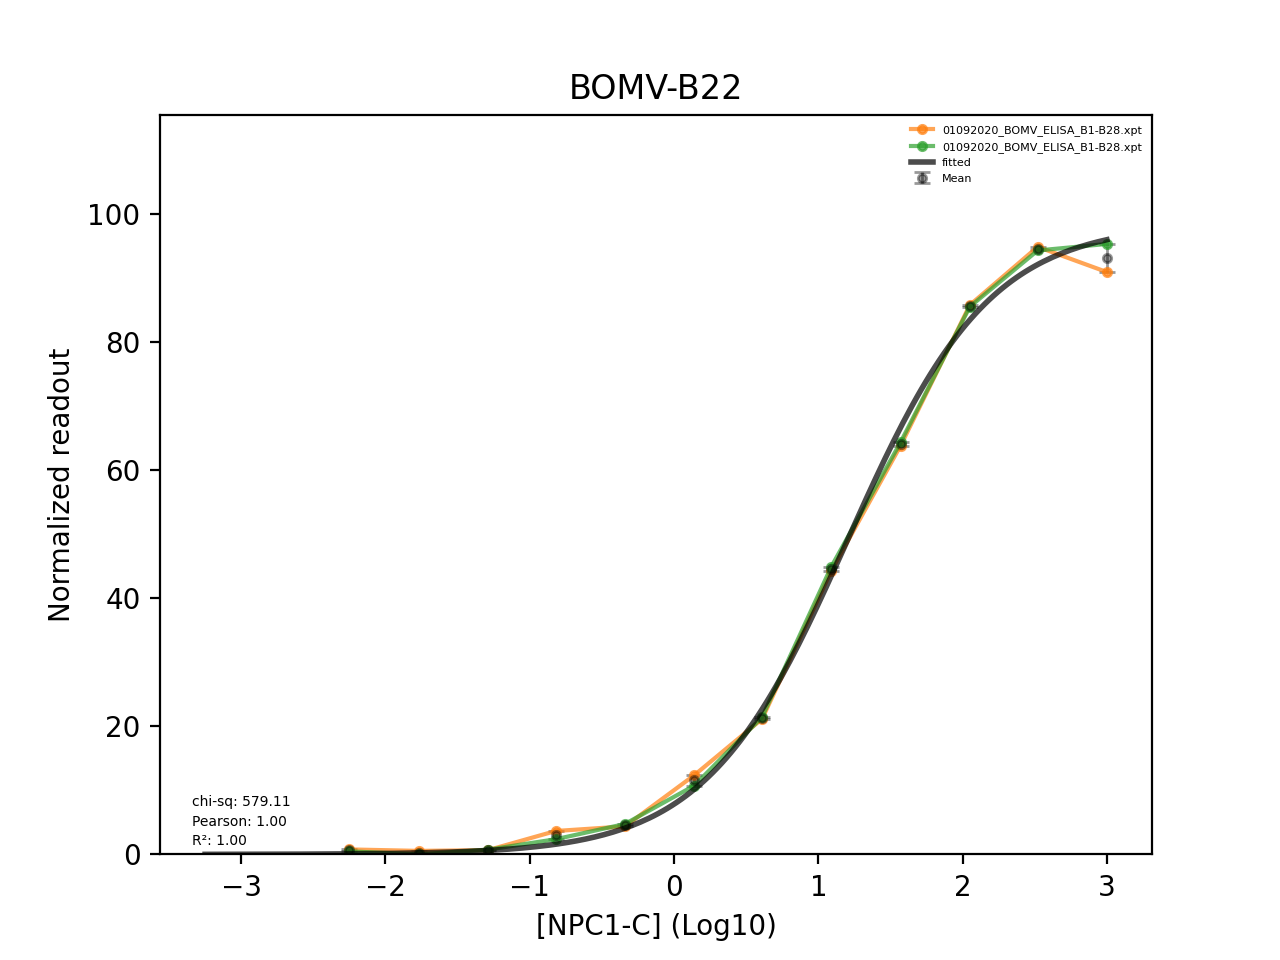 BOMV-B22
01092020_BOMV_ELISA_B1-B28.xpt
01092020_BOMV_ELISA_B1-B28.xpt
fitted
Mean
100
80
60
40
20
0
Normalized readout
chi-sq: 579.11
Pearson: 1.00
R²: 1.00
−3 −2 −1 0 1 2 3
[NPC1-C] (Log10)